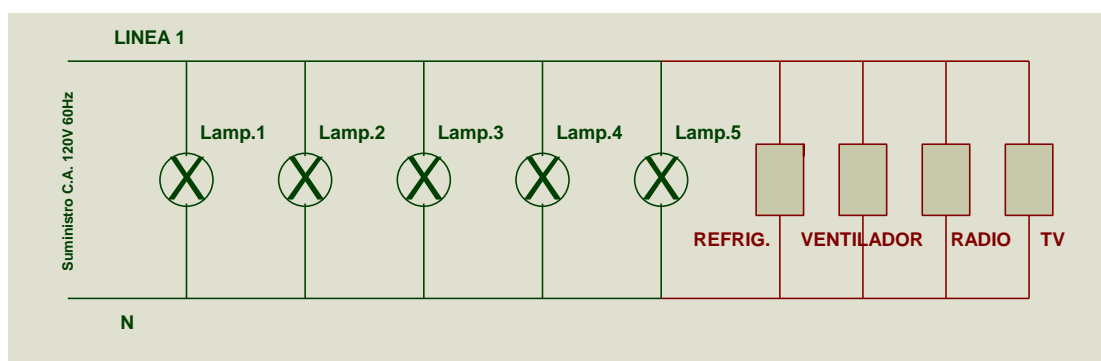 LINEA 1
Suministro C.A. 120V 60Hz
Lamp.1 Lamp.2 Lamp.3 Lamp.4 Lamp.5
REFRIG. VENTILADOR RADIO TV
N